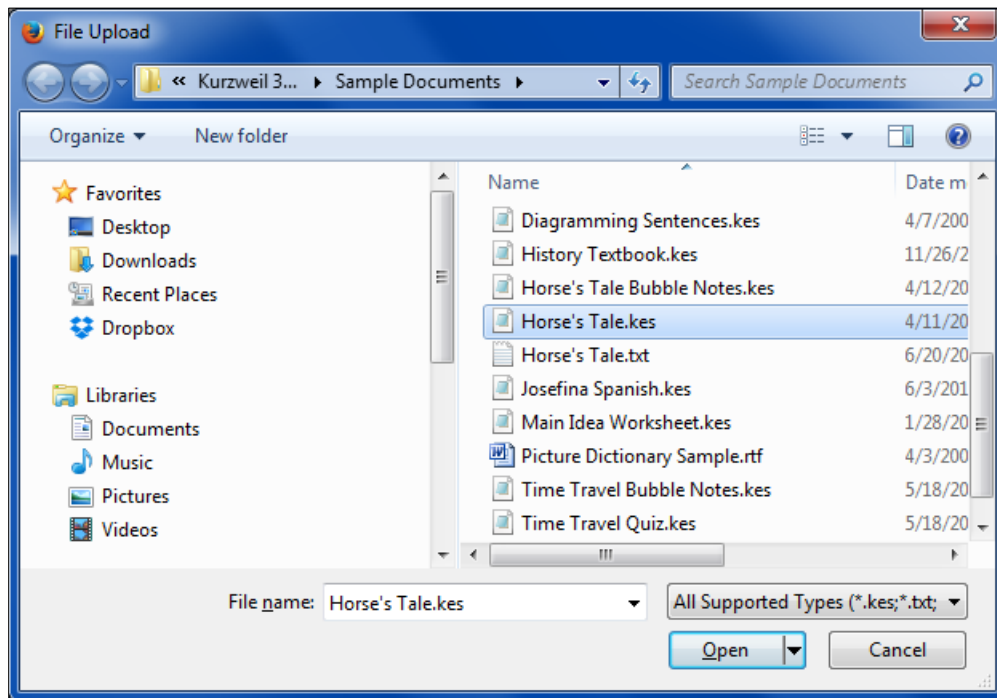 File Upload
« Kurzweil 3... Sample Documents Search Sample Documents
Organize New folder
Favorites
Desktop
Downloads
Recent Places
Dropbox
Libraries
Documents
Music
Pictures
Videos
Name Date m
Diagramming Sentences.kes 4/7/200
History Textbook.kes 11/26/2
Horse's Tale Bubble Notes.kes 4/12/20
Horse's Tale.kes 4/11/20
Horse's Tale.txt 6/20/20
Josefina Spanish.kes 6/3/201
Main Idea Worksheet.kes 1/28/20
Picture Dictionary Sample.rtf 4/3/200
Time Travel Bubble Notes.kes 5/18/20
Time Travel Quiz.kes 5/18/20
File name: Horse's Tale.kes All Supported Types (*.kes;*.txt;
Open Cancel